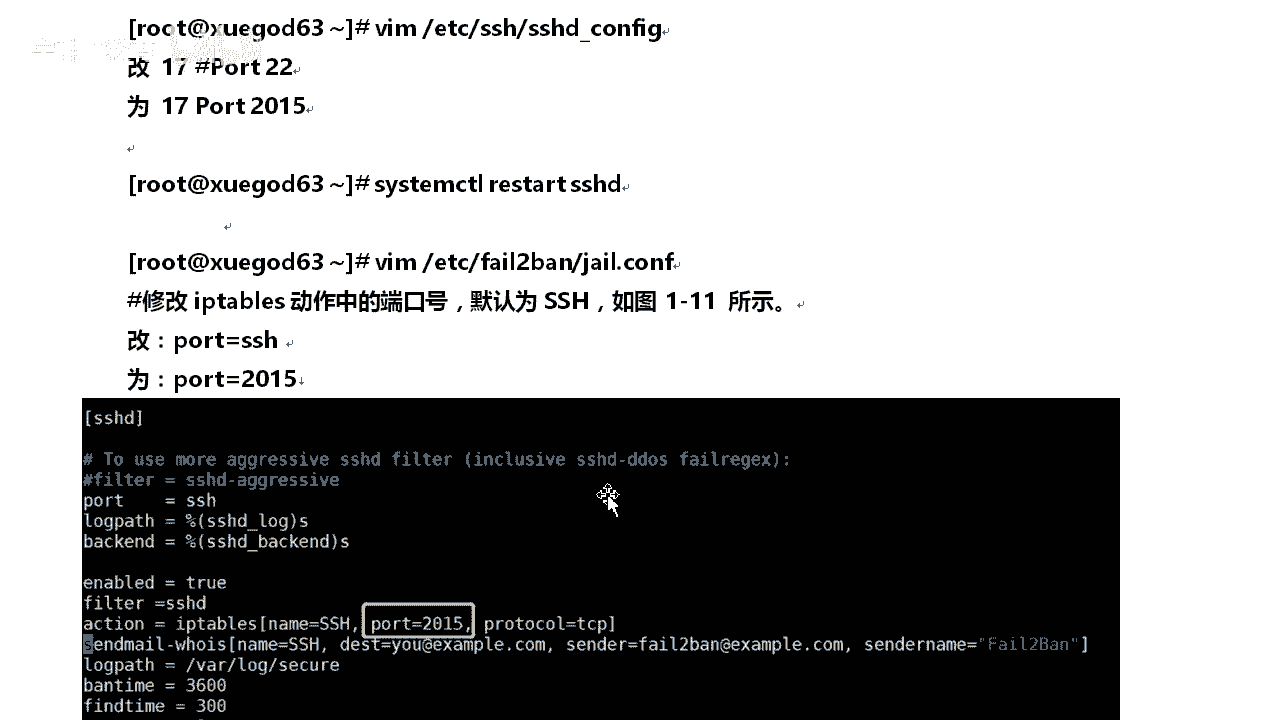 [root@xuegod63 ~]# vim /etc/ssh/sshd_config
改 17 #Port 22
为 17 Port 2015
[root@xuegod63 ~]# systemctl restart sshd
[root@xuegod63 ~]# vim /etc/fail2ban/jail.conf
#修改 iptables 动作中的端口号，默认为 SSH，如图 1-11 所示。
改：port=ssh
为：port=2015
[sshd]
# To use more aggressive sshd filter (inclusive sshd-ddos failregex):
#filter = sshd-aggressive
port    = ssh
logpath = %(sshd_log)s
backend = %(sshd_backend)s
enabled = true
filter =sshd
action = iptables[name=SSH, port=2015, protocol=tcp]
sendmail-whois[name=SSH, dest=you@example.com, sender=fail2ban@example.com, sendername="Fail2Ban"]
logpath = /var/log/secure
bantime = 3600
findtime = 300